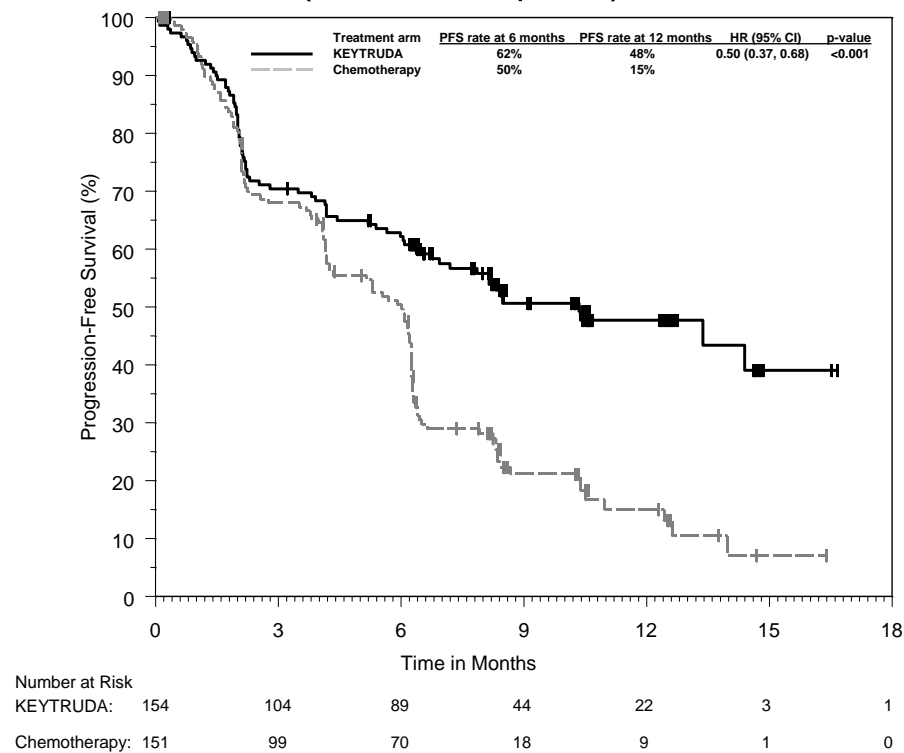 Treatment arm PFS rate at 6 months PFS rate at 12 months HR (95% CI) p-value
KEYTRUDA 62% 48% 0.50 (0.37, 0.68) <0.001
Chemotherapy 50% 15%
Progression-Free Survival (%)
100
90
80
70
60
50
40
30
20
10
0
0 3 6 9 12 15 18
Time in Months
Number at Risk
KEYTRUDA: 154 104 89 44 22 3 1
Chemotherapy: 151 99 70 18 9 1 0